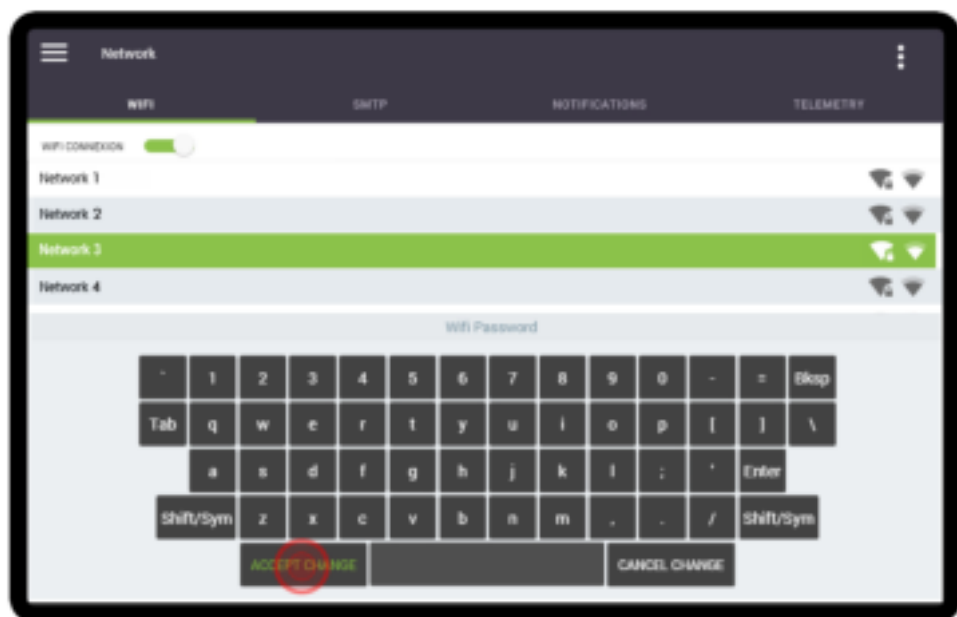 Network
WIFI SMTP NOTIFICATIONS TELEMETRY
WIFI CONNEXION
Network 1
Network 2
Network 3
Network 4
Wifi Password
` 1 2 3 4 5 6 7 8 9 0 - = Bksp
Tab q w e r t y u i o p [ ] \
a s d f g h j k l ; ' Enter
Shift/Sym z x c v b n m , . / Shift/Sym
ACCEPT CHANGE CANCEL CHANGE